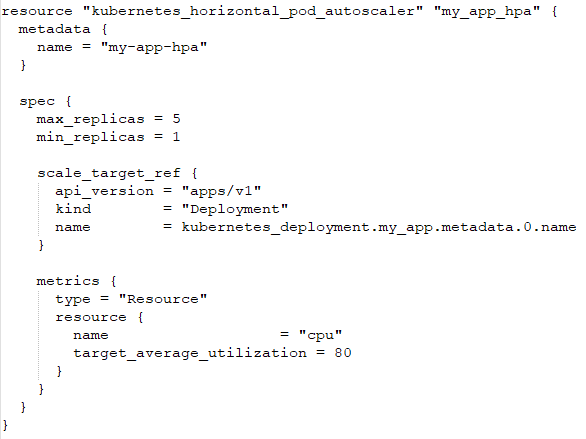 resource "kubernetes_horizontal_pod_autoscaler" "my_app_hpa" {
  metadata {
    name = "my-app-hpa"
  }

  spec {
    max_replicas = 5
    min_replicas = 1

    scale_target_ref {
      api_version = "apps/v1"
      kind        = "Deployment"
      name        = kubernetes_deployment.my_app.metadata.0.name
    }

    metrics {
      type = "Resource"
      resource {
        name                       = "cpu"
        target_average_utilization = 80
      }
    }
  }
}